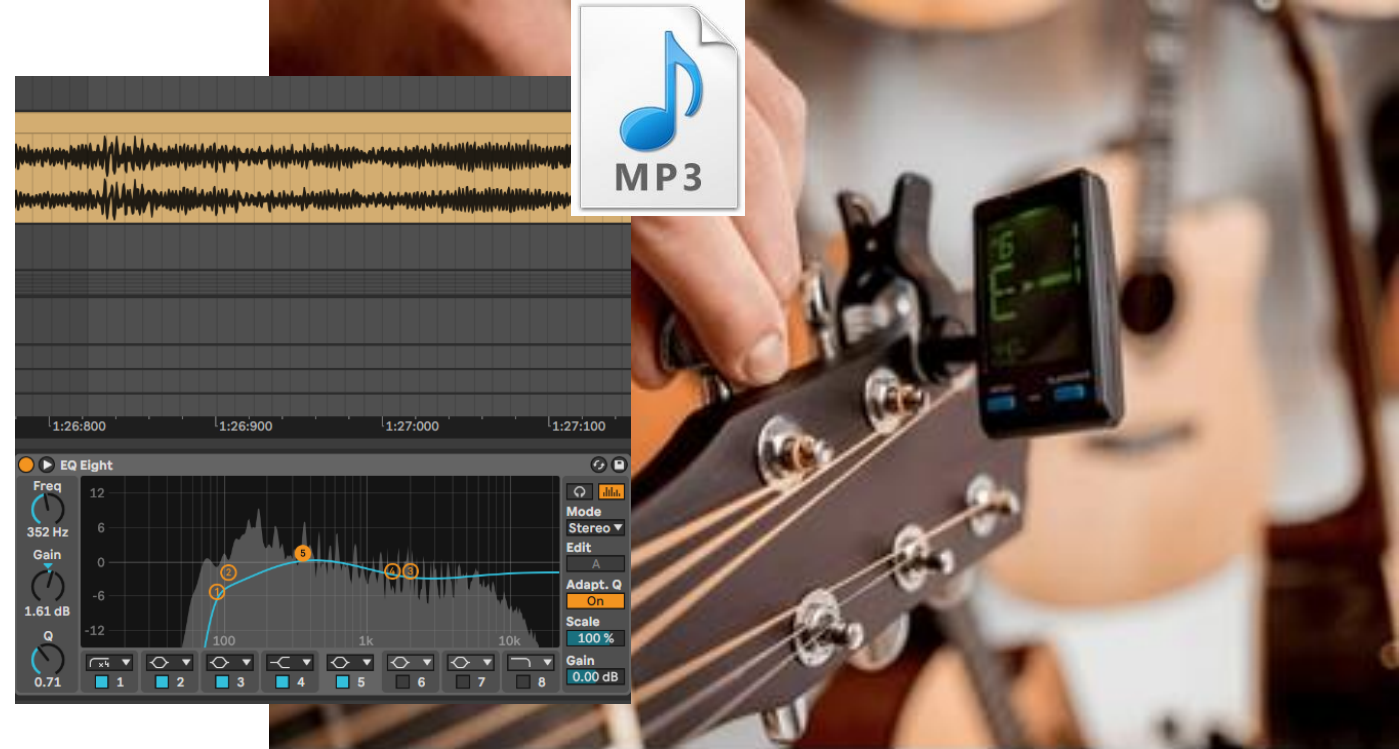 MP3
1:26:800
1:26:900
1:27:000
1:27:100
EQ Eight
Freq
352 Hz
Gain
1.61 dB
Q
0.71
12
6
0
-6
-12
100
1k
10k
1
2
3
4
5
x4
1
2
3
4
5
6
7
8
Mode
Stereo
Edit
A
Adapt. Q
On
Scale
100 %
Gain
0.00 dB